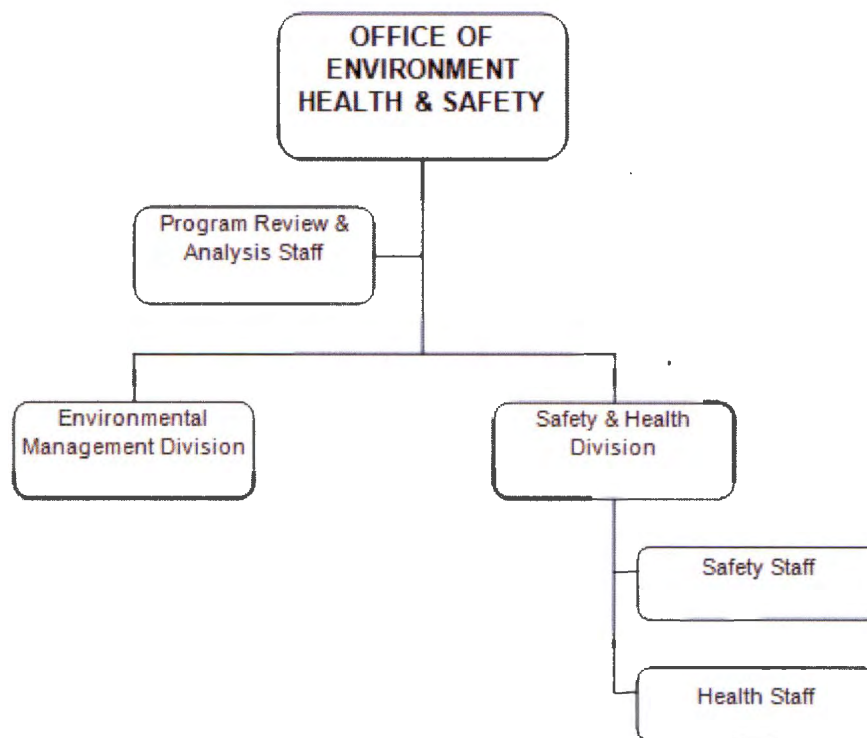 OFFICE OF
ENVIRONMENT
HEALTH & SAFETY
Program Review &
Analysis Staff
Environmental
Management Division
Safety & Health
Division
Safety Staff
Health Staff